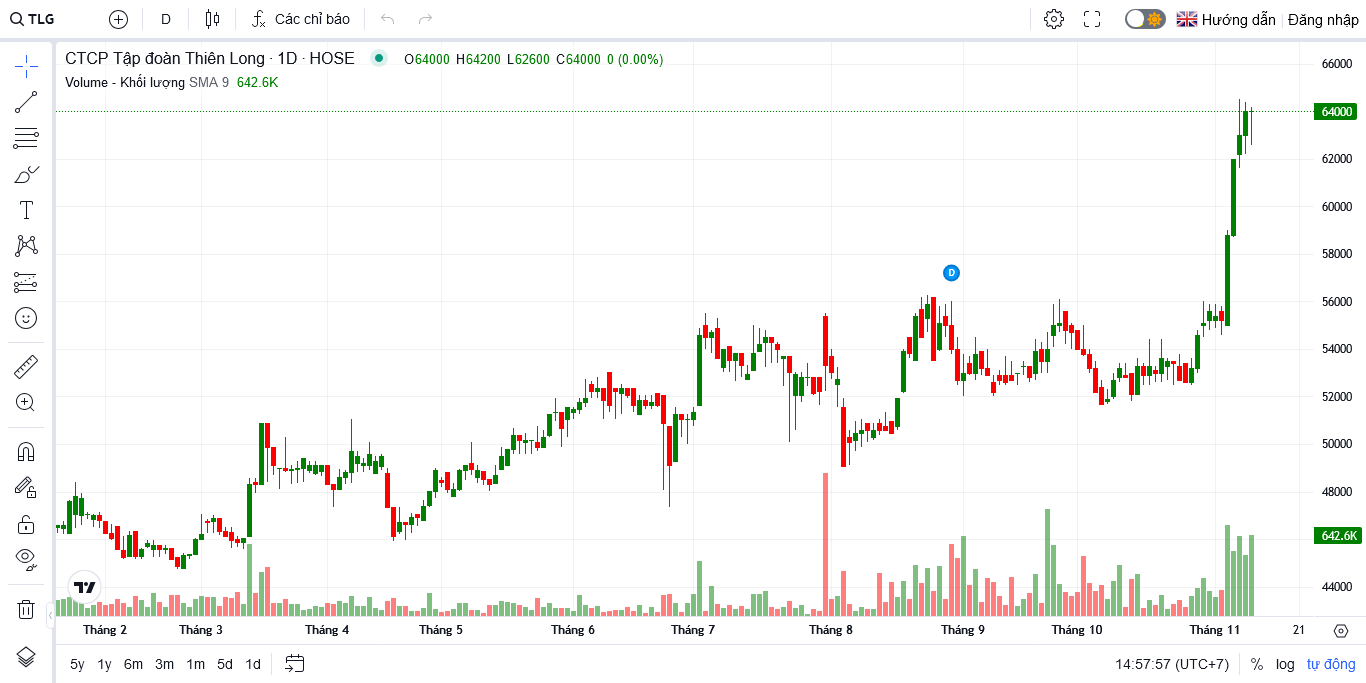 TLG D Các chỉ báo Hướng dẫn Đăng nhập
CTCP Tập đoàn Thiên Long · 1D · HOSE O64000 H64200 L62600 C64000 0 (0.00%)
Volume - Khối lượng SMA 9 642.6K
66000
64000
62000
60000
58000
D
56000
54000
52000
50000
48000
642.6K
44000
Tháng 2 Tháng 3 Tháng 4 Tháng 5 Tháng 6 Tháng 7 Tháng 8 Tháng 9 Tháng 10 Tháng 11 21
5y 1y 6m 3m 1m 5d 1d 14:57:57 (UTC+7) % log tự động